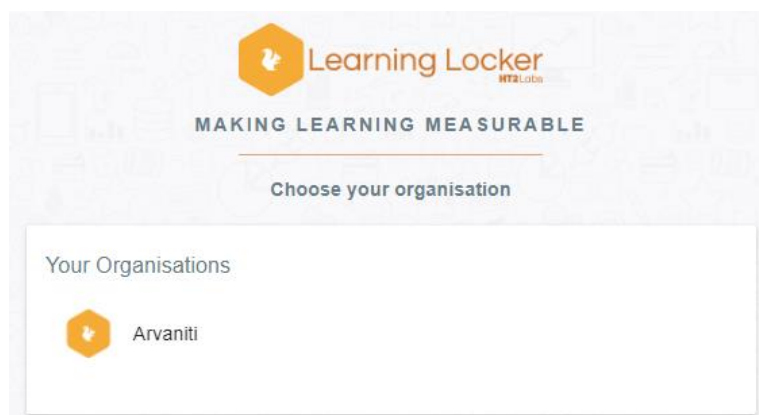 Learning Locker
HT2Labs
MAKING LEARNING MEASURABLE
Choose your organisation
Your Organisations
Arvaniti